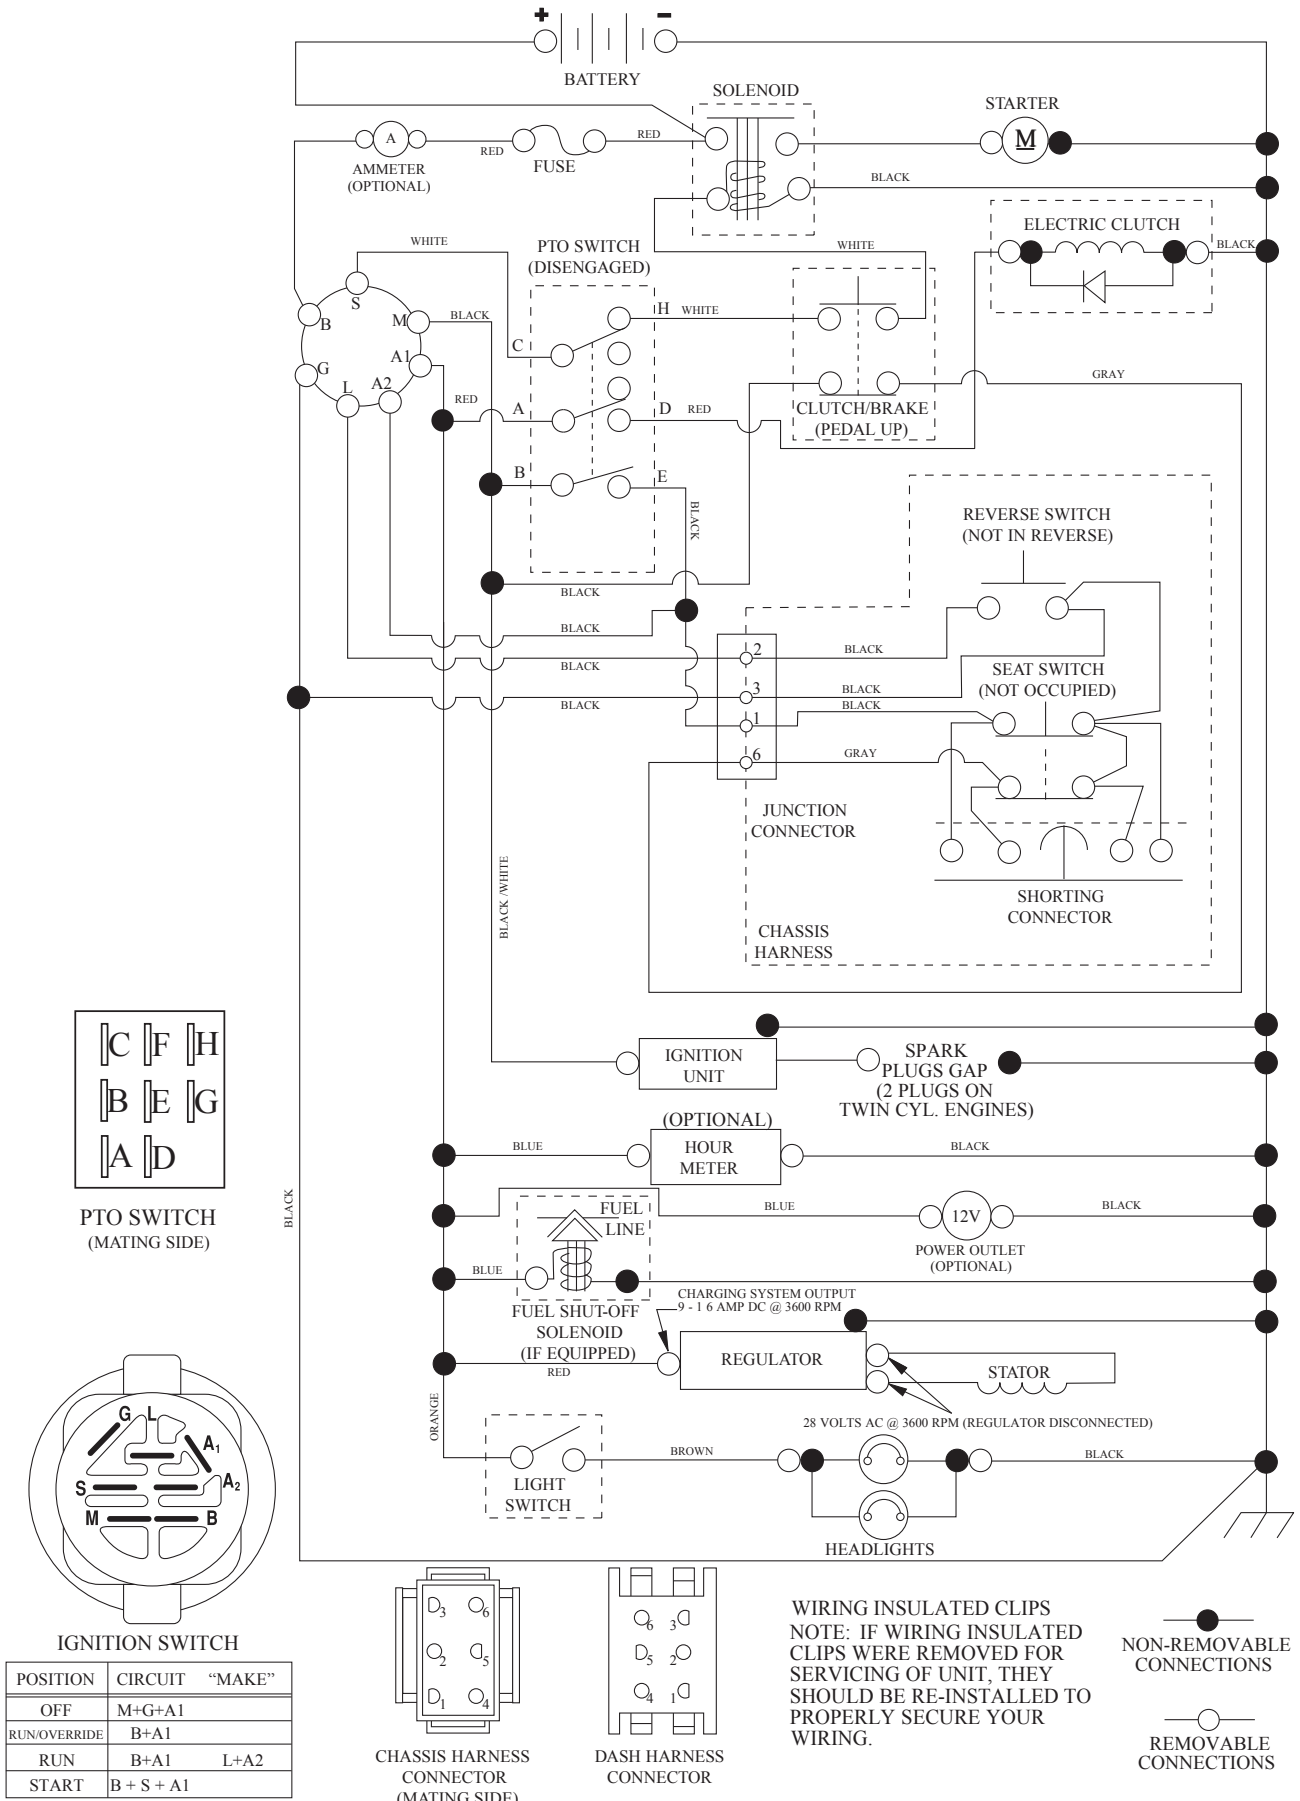 + −
BATTERY
SOLENOID
STARTER
M
A
AMMETER
(OPTIONAL)
RED
FUSE
RED
BLACK
WHITE
PTO SWITCH
(DISENGAGED)
WHITE
ELECTRIC CLUTCH
BLACK
S
B
M
BLACK
A1
G
L
A2
RED
C
H
WHITE
A
D
RED
B
E
BLACK
CLUTCH/BRAKE
(PEDAL UP)
GRAY
REVERSE SWITCH
(NOT IN REVERSE)
BLACK
BLACK
BLACK
BLACK
2
BLACK
3
BLACK
1
BLACK
6
GRAY
SEAT SWITCH
(NOT OCCUPIED)
JUNCTION
CONNECTOR
BLACK /WHITE
SHORTING
CONNECTOR
CHASSIS
HARNESS
IGNITION
UNIT
SPARK
PLUGS GAP
(2 PLUGS ON
TWIN CYL. ENGINES)
C F H
B E G
A D
PTO SWITCH
(MATING SIDE)
BLACK
(OPTIONAL)
BLUE
HOUR
METER
BLACK
FUEL
LINE
BLUE
12V
BLACK
POWER OUTLET
(OPTIONAL)
BLUE
FUEL SHUT-OFF
SOLENOID
(IF EQUIPPED)
CHARGING SYSTEM OUTPUT
9 - 1 6 AMP DC @ 3600 RPM
RED
REGULATOR
STATOR
28 VOLTS AC @ 3600 RPM (REGULATOR DISCONNECTED)
ORANGE
LIGHT
SWITCH
BROWN
BLACK
HEADLIGHTS
G L
A1
A2
S
M
B
IGNITION SWITCH
POSITION CIRCUIT “MAKE”
OFF M+G+A1
RUN/OVERRIDE B+A1
RUN B+A1 L+A2
START B + S + A1
3 6
2 5
1 4
CHASSIS HARNESS
CONNECTOR
(MATING SIDE)
6 3
5 2
4 1
DASH HARNESS
CONNECTOR
WIRING INSULATED CLIPS
NOTE: IF WIRING INSULATED
CLIPS WERE REMOVED FOR
SERVICING OF UNIT, THEY
SHOULD BE RE-INSTALLED TO
PROPERLY SECURE YOUR
WIRING.
NON-REMOVABLE
CONNECTIONS
REMOVABLE
CONNECTIONS